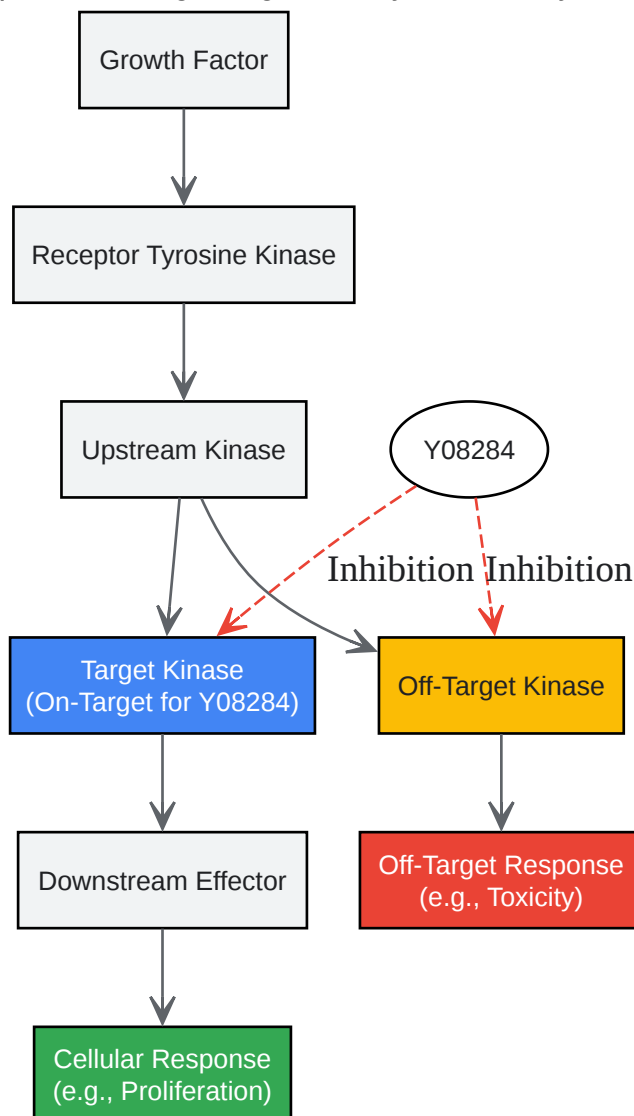 Growth Factor
Receptor Tyrosine Kinase
Upstream Kinase
Y08284
Inhibition
Inhibition
Target Kinase
(On-Target for Y08284)
Off-Target Kinase
Downstream Effector
Off-Target Response
(e.g., Toxicity)
Cellular Response
(e.g., Proliferation)